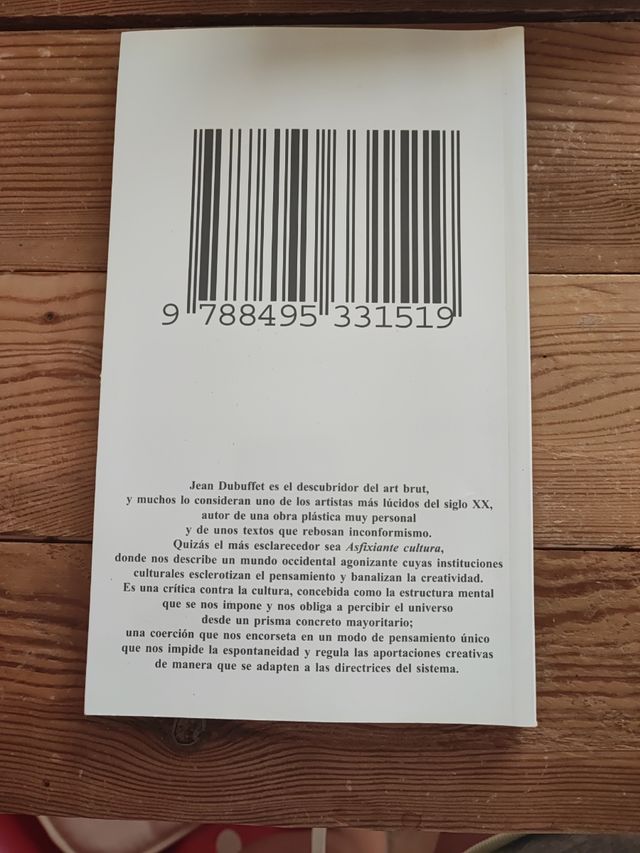 9 788495 331519
Jean Dubuffet es el descubridor del art brut,
y muchos lo consideran uno de los artistas más lúcidos del siglo XX,
autor de una obra plástica muy personal
y de unos textos que rebosan inconformismo.
Quizás el más esclarecedor sea Asfixiante cultura,
donde nos describe un mundo occidental agonizante cuyas instituciones
culturales esclerotizan el pensamiento y banalizan la creatividad.
Es una crítica contra la cultura, concebida como la estructura mental
que se nos impone y nos obliga a percibir el universo
desde un prisma concreto mayoritario;
una coerción que nos encorseta en un modo de pensamiento único
que nos impide la espontaneidad y regula las aportaciones creativas
de manera que se adapten a las directrices del sistema.